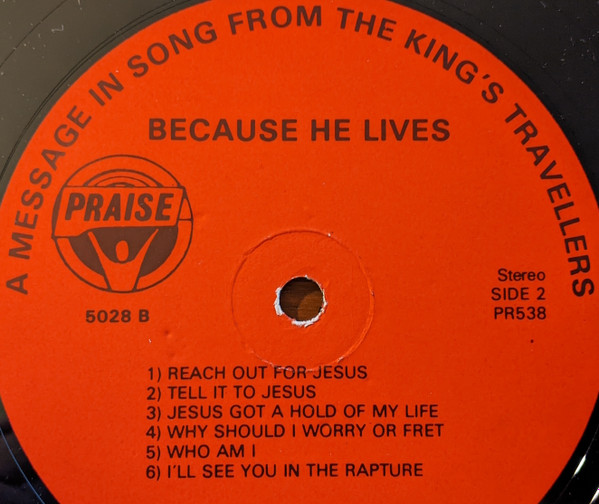 A MESSAGE IN SONG FROM THE KING'S TRAVELLERS
BECAUSE HE LIVES
PRAISE
5028 B
Stereo
SIDE 2
PR538
1) REACH OUT FOR JESUS
2) TELL IT TO JESUS
3) JESUS GOT A HOLD OF MY LIFE
4) WHY SHOULD I WORRY OR FRET
5) WHO AM I
6) I'LL SEE YOU IN THE RAPTURE